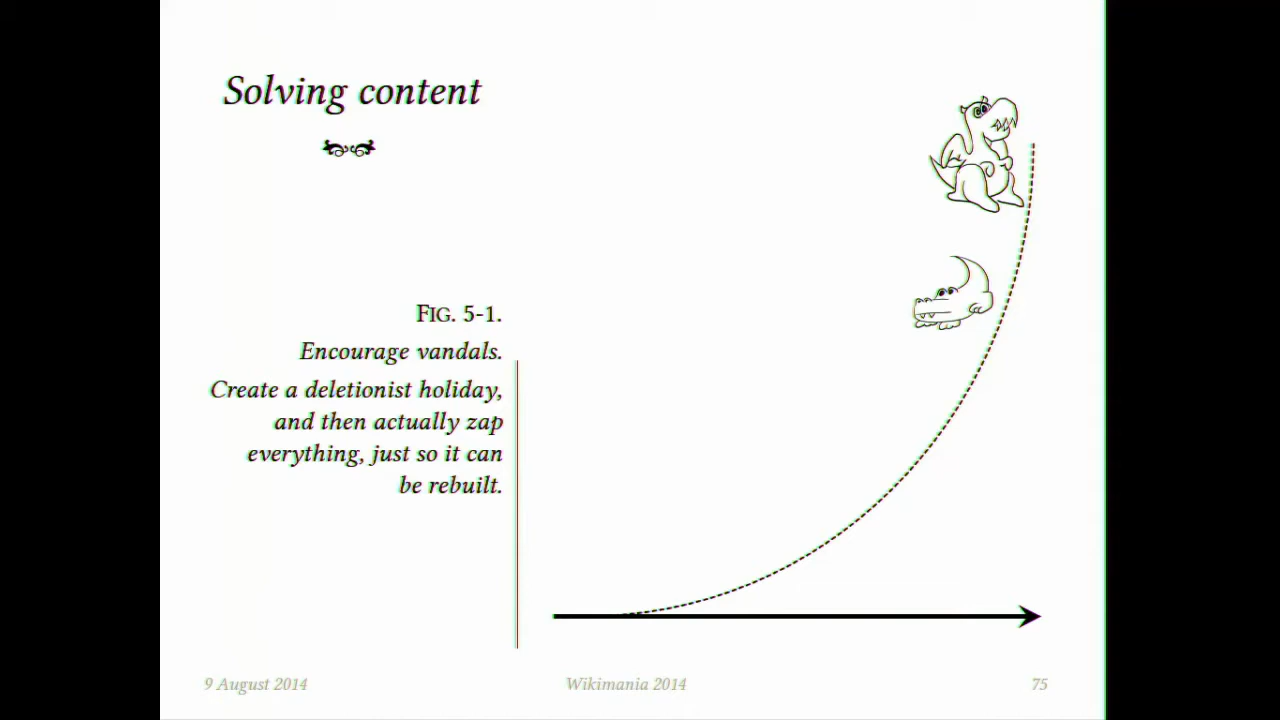 Solving content
FIG. 5-1.
Encourage vandals.
Create a deletionist holiday,
and then actually zap
everything, just so it can
be rebuilt.
9 August 2014
Wikimania 2014
75